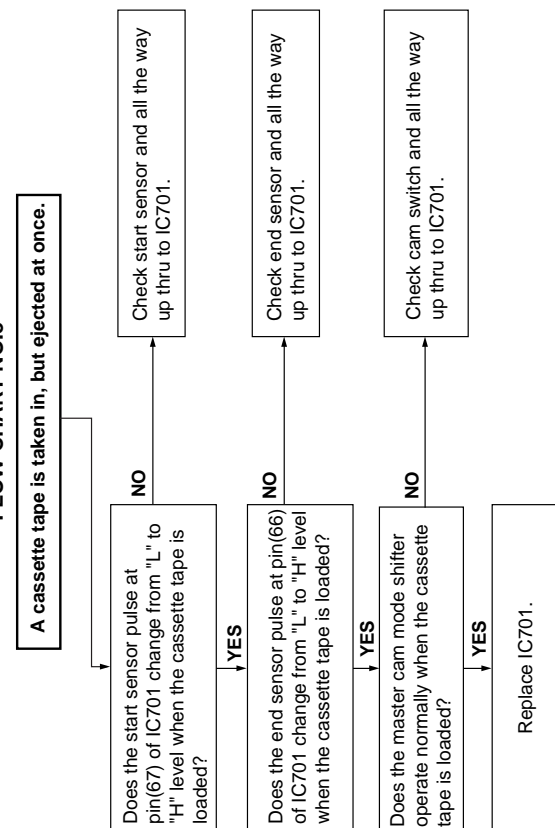 A cassette tape is taken in, but ejected at once.
Does the start sensor pulse at
pin(67) of IC701 change from "L" to
"H" level when the cassette tape is
loaded?
NO
Check start sensor and all the way
up thru to IC701.
YES
Does the end sensor pulse at pin(66)
of IC701 change from "L" to "H" level
when the cassette tape is loaded?
NO
Check end sensor and all the way
up thru to IC701.
YES
Does the master cam mode shifter
operate normally when the cassette
tape is loaded?
NO
Check cam switch and all the way
up thru to IC701.
YES
Replace IC701.